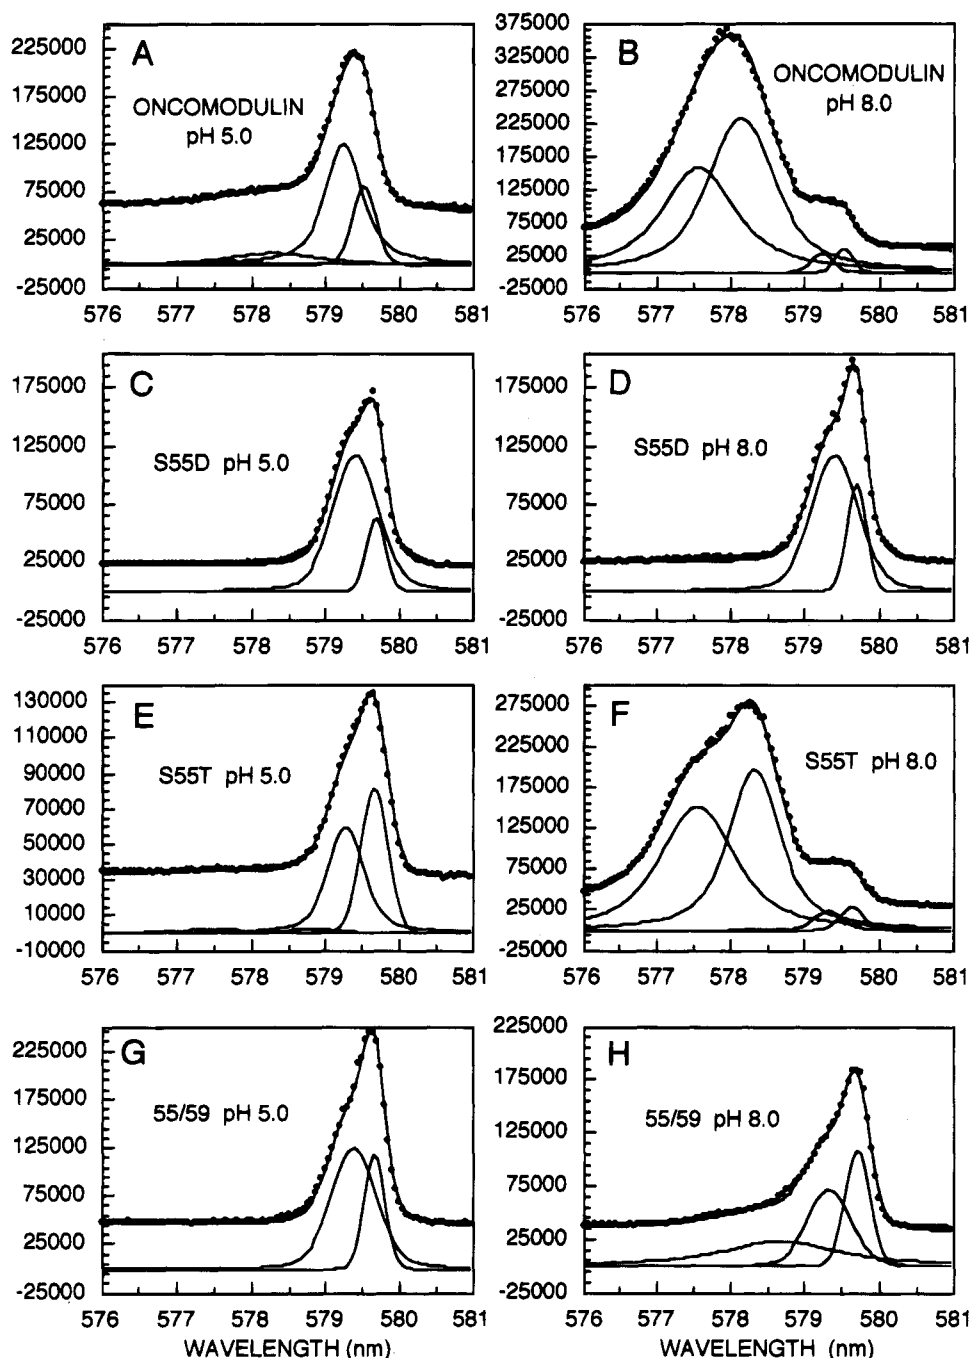 A
ONCOMODULIN
pH 5.0
225000
175000
125000
75000
25000
-25000
576 577 578 579 580 581
B
ONCOMODULIN
pH 8.0
375000
325000
275000
225000
175000
125000
75000
25000
-25000
576 577 578 579 580 581
C
S55D pH 5.0
175000
125000
75000
25000
-25000
576 577 578 579 580 581
D
S55D pH 8.0
175000
125000
75000
25000
-25000
576 577 578 579 580 581
E
S55T pH 5.0
130000
110000
90000
70000
50000
30000
10000
-10000
576 577 578 579 580 581
F
S55T pH 8.0
275000
225000
175000
125000
75000
25000
-25000
576 577 578 579 580 581
G
55/59 pH 5.0
225000
175000
125000
75000
25000
-25000
576 577 578 579 580 581
WAVELENGTH (nm)
H
55/59 pH 8.0
225000
175000
125000
75000
25000
-25000
576 577 578 579 580 581
WAVELENGTH (nm)